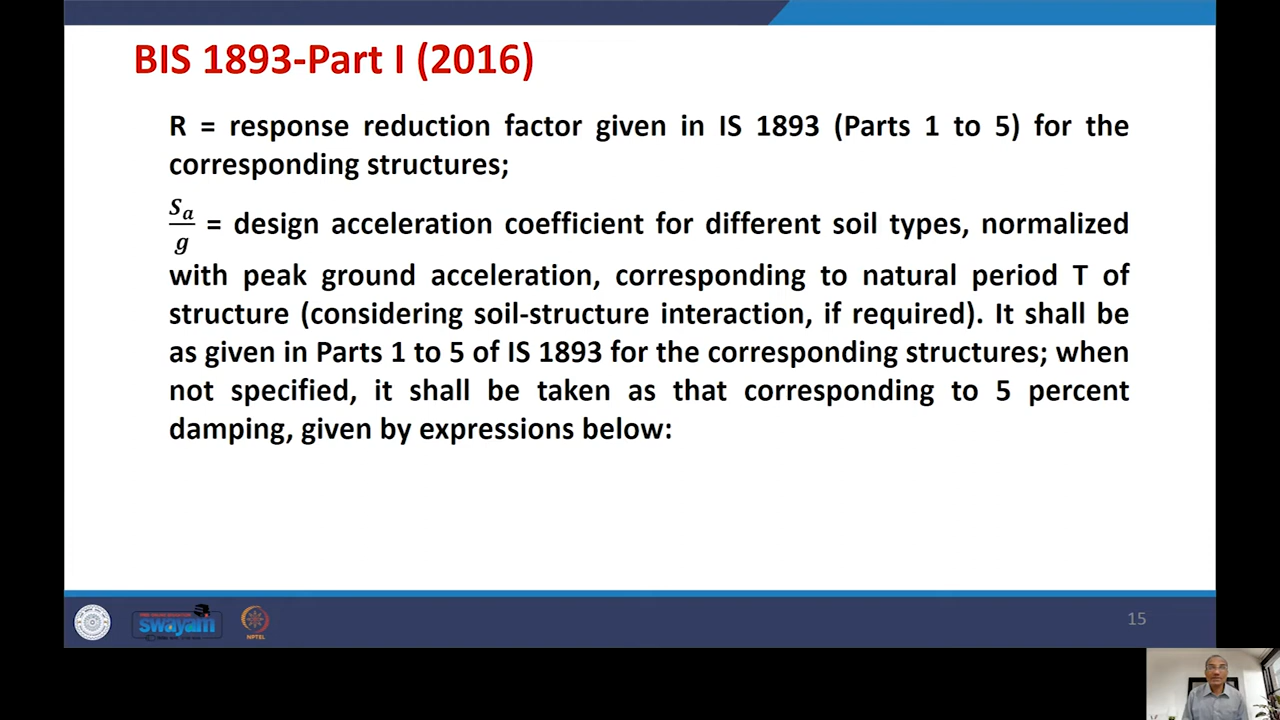 BIS 1893-Part I (2016)
R = response reduction factor given in IS 1893 (Parts 1 to 5) for the
corresponding structures;
Sₐ/g = design acceleration coefficient for different soil types, normalized
with peak ground acceleration, corresponding to natural period T of
structure (considering soil-structure interaction, if required). It shall be
as given in Parts 1 to 5 of IS 1893 for the corresponding structures; when
not specified, it shall be taken as that corresponding to 5 percent
damping, given by expressions below:
swayam
NPTEL
15